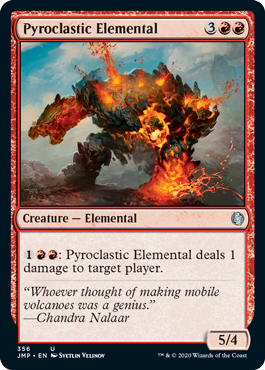 Pyroclastic Elemental 3
Creature — Elemental
1 : Pyroclastic Elemental deals 1
damage to target player.
"Whoever thought of making mobile
volcanoes was a genius."
—Chandra Nalaar
5/4
356 U
JMP • EN Svetlin Velinov
™ & © 2020 Wizards of the Coast